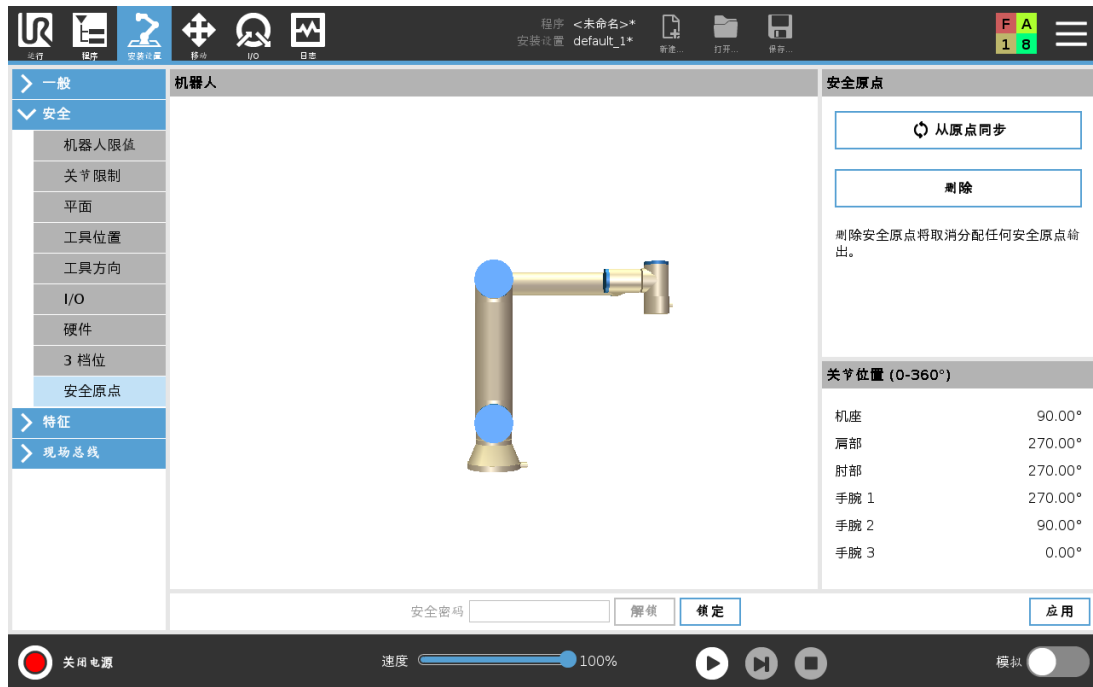 UR
程序 <未命名>*
安装设置 default_1*
F A
1 8
运行
程序
安装设置
移动
I/O
日志
新建...
打开...
保存...
一般
安全
机器人限值
关节限制
平面
工具位置
工具方向
I/O
硬件
3 档位
安全原点
特征
现场总线
机器人
安全原点
从原点同步
删除
删除安全原点将取消分配任何安全原点输
出。
关节位置 (0-360°)
机座 90.00°
肩部 270.00°
肘部 270.00°
手腕 1 270.00°
手腕 2 90.00°
手腕 3 0.00°
安全密码
解锁
锁定
应用
关闭电源
速度 100%
模拟